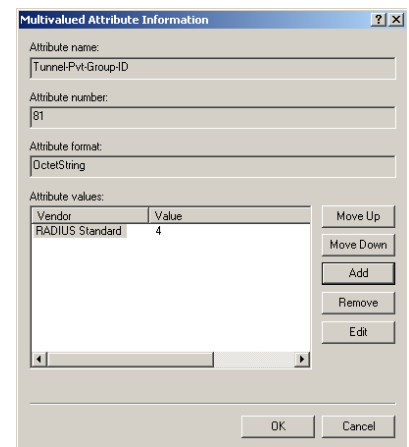 Multivalued Attribute Information
Attribute name:
Tunnel-Pvt-Group-ID
Attribute number:
81
Attribute format:
OctetString
Attribute values:
Vendor Value
RADIUS Standard 4
Move Up
Move Down
Add
Remove
Edit
OK Cancel